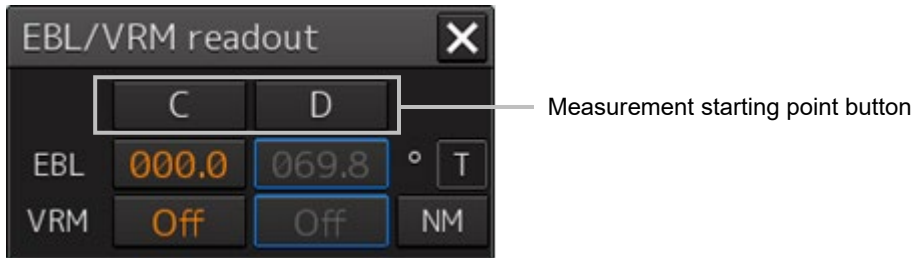 EBL/VRM readout
C D Measurement starting point button
EBL 000.0 069.8 ° T
VRM Off Off NM